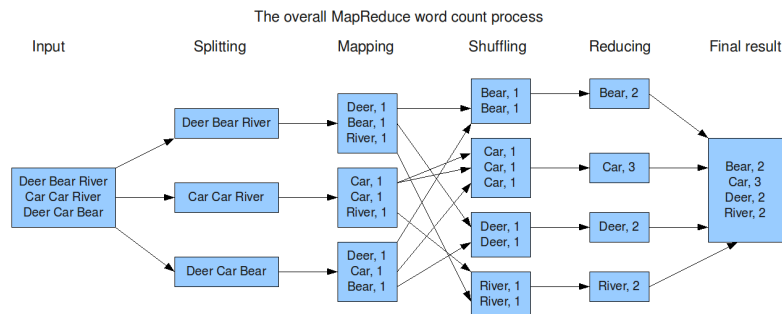 The overall MapReduce word count process
Input
Splitting
Mapping
Shuffling
Reducing
Final result
Deer Bear River
Car Car River
Deer Car Bear
Deer Bear River
Car Car River
Deer Car Bear
Deer, 1
Bear, 1
River, 1
Car, 1
Car, 1
River, 1
Deer, 1
Car, 1
Bear, 1
Bear, 1
Bear, 1
Car, 1
Car, 1
Car, 1
Deer, 1
Deer, 1
River, 1
River, 1
Bear, 2
Car, 3
Deer, 2
River, 2
Bear, 2
Car, 3
Deer, 2
River, 2